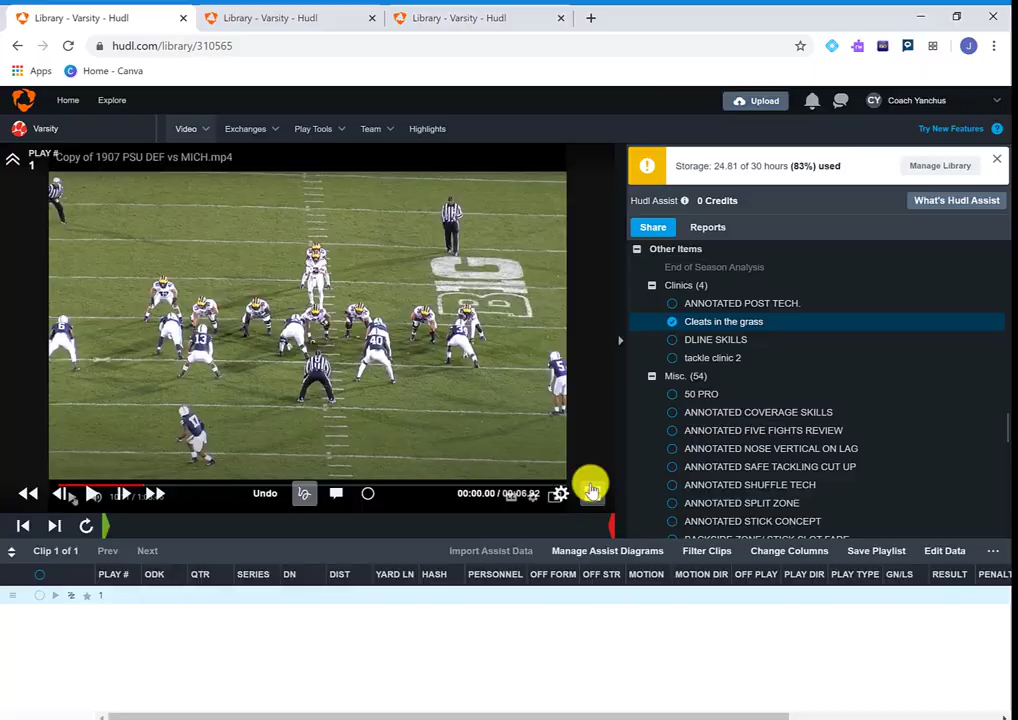 Library - Varsity - Hudl
Library - Varsity - Hudl
Library - Varsity - Hudl
hudl.com/library/310565
Apps
Home - Canva
Home
Explore
Upload
CY
Coach Yanchus
Varsity
Video
Exchanges
Play Tools
Team
Highlights
Try New Features
PLAY #
1
Copy of 1907 PSU DEF vs MICH.mp4
BIG
6
13
40
5
Undo
00:00.00 / 00:06.92
Storage: 24.81 of 30 hours (83%) used
Manage Library
Hudl Assist
0 Credits
What's Hudl Assist
Share
Reports
Other Items
End of Season Analysis
Clinics (4)
ANNOTATED POST TECH.
Cleats in the grass
DLINE SKILLS
tackle clinic 2
Misc. (54)
50 PRO
ANNOTATED COVERAGE SKILLS
ANNOTATED FIVE FIGHTS REVIEW
ANNOTATED NOSE VERTICAL ON LAG
ANNOTATED SAFE TACKLING CUT UP
ANNOTATED SHUFFLE TECH
ANNOTATED SPLIT ZONE
ANNOTATED STICK CONCEPT
Clip 1 of 1
Prev
Next
Import Assist Data
Manage Assist Diagrams
Filter Clips
Change Columns
Save Playlist
Edit Data
PLAY # ODK QTR SERIES DN DIST YARD LN HASH PERSONNEL OFF FORM OFF STR MOTION MOTION DIR OFF PLAY PLAY DIR PLAY TYPE GN/LS RESULT PENALT
1